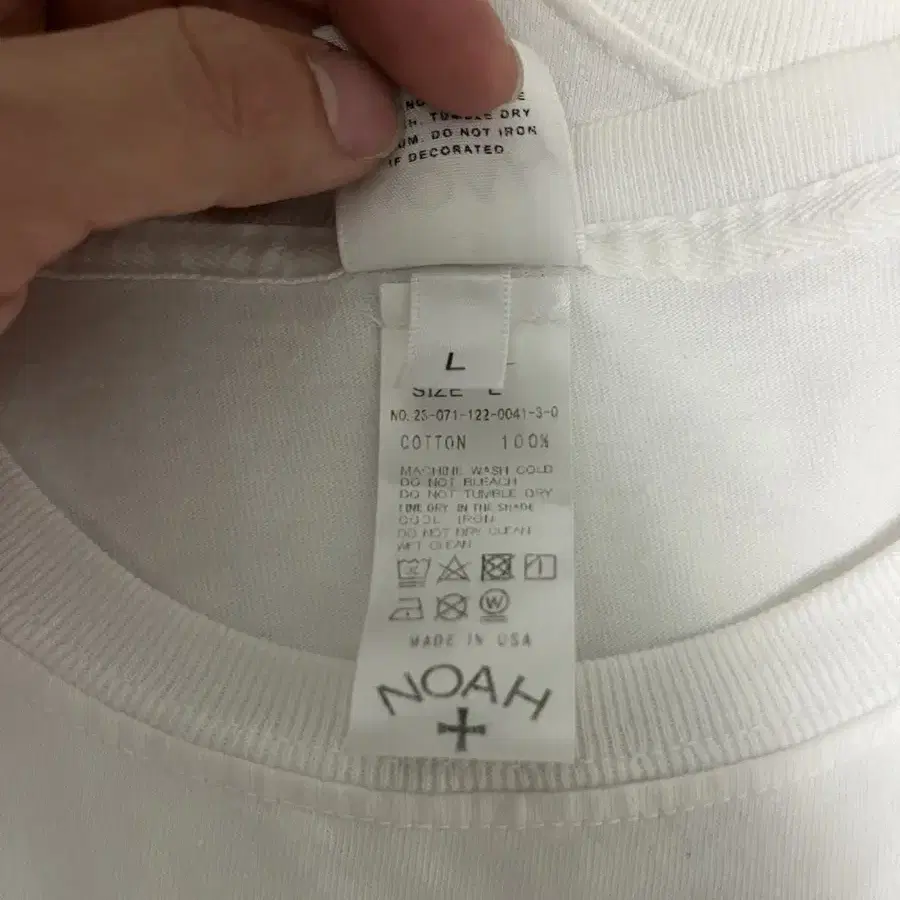 E
H. TUMBLE DRY
UM. DO NOT IRON
IF DECORATED.
L
SIZE L
NO.23-071-122-0041-3-0
COTTON 100%
MACHINE WASH COLD
DO NOT BLEACH
DO NOT TUMBLE DRY
LINE DRY IN THE SHADE
COOL IRON
DO NOT DRY CLEAN
WET CLEAN
W
MADE IN USA
NOAH